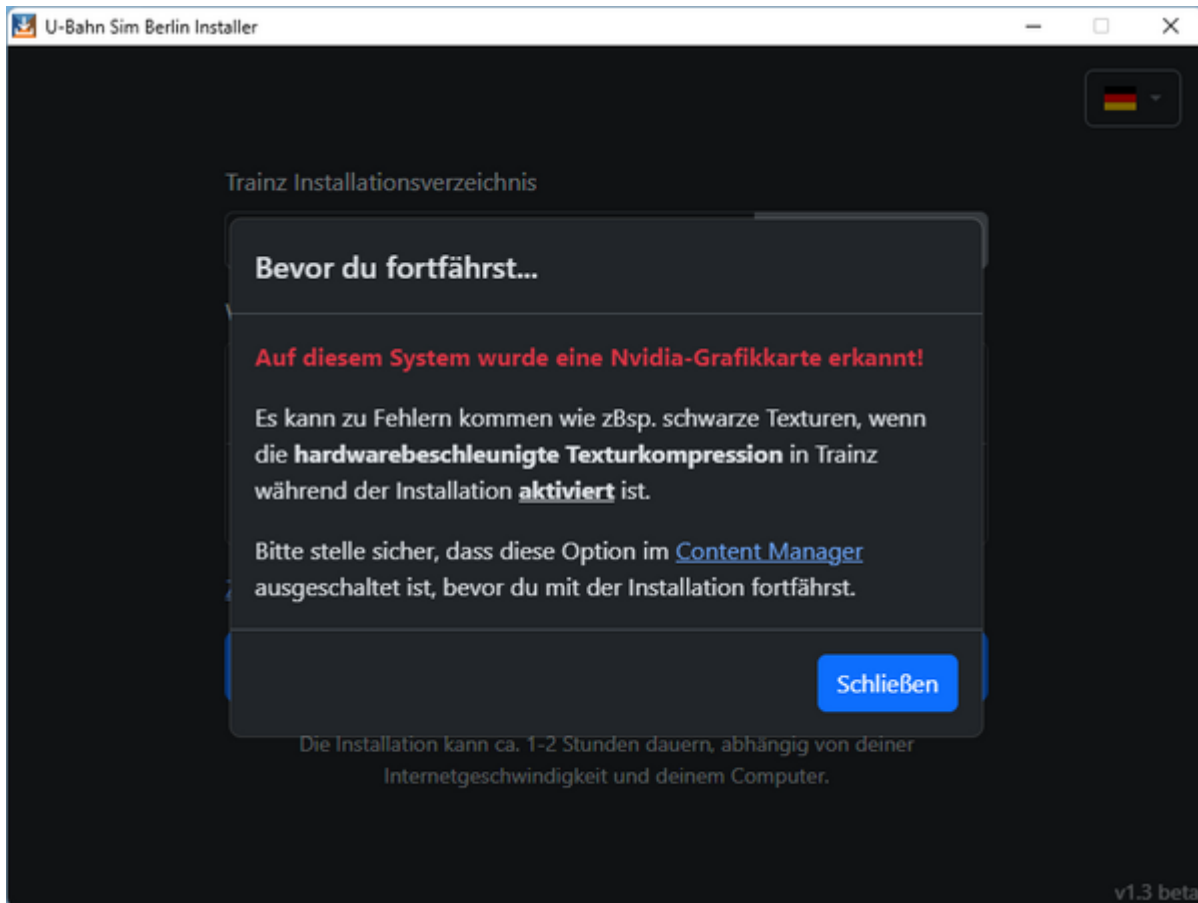 U-Bahn Sim Berlin Installer
Trainz Installationsverzeichnis
Bevor du fortfährst...
Auf diesem System wurde eine Nvidia-Grafikkarte erkannt!
Es kann zu Fehlern kommen wie zBsp. schwarze Texturen, wenn
die hardwarebeschleunigte Texturkompression in Trainz
während der Installation aktiviert ist.
Bitte stelle sicher, dass diese Option im Content Manager
ausgeschaltet ist, bevor du mit der Installation fortfährst.
Schließen
Die Installation kann ca. 1-2 Stunden dauern, abhängig von deiner
Internetgeschwindigkeit und deinem Computer.
v1.3 beta